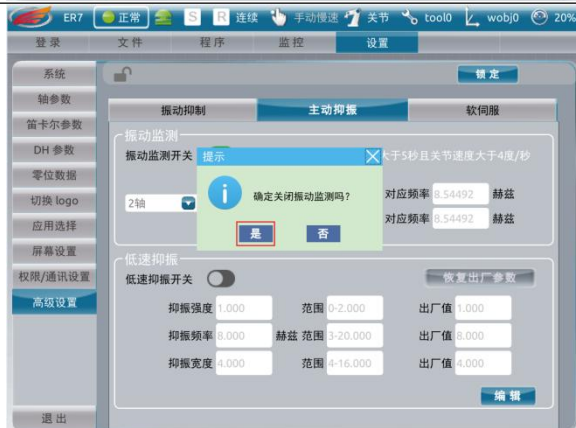 ER7 正常 S R 连续 手动慢速 关节 tool0 wobj0 20%
登录 文件 程序 监控 设置
系统
轴参数
笛卡尔参数
DH 参数
零位数据
切换 logo
应用选择
屏幕设置
权限/通讯设置
高级设置
退出
锁定
振动抑制 主动抑振 软伺服
振动监测
振动监测开关 大于5秒且关节速度大于4度/秒
2轴
对应频率 8.54492 赫兹
对应频率 8.54492 赫兹
提示
i 确定关闭振动监测吗?
是 否
低速抑振
低速抑振开关 恢复出厂参数
抑振强度 1.000 范围 0-2.000 出厂值 1.000
抑振频率 8.000 赫兹 范围 3-20.000 出厂值 8.000
抑振宽度 4.000 范围 4-16.000 出厂值 4.000
编辑